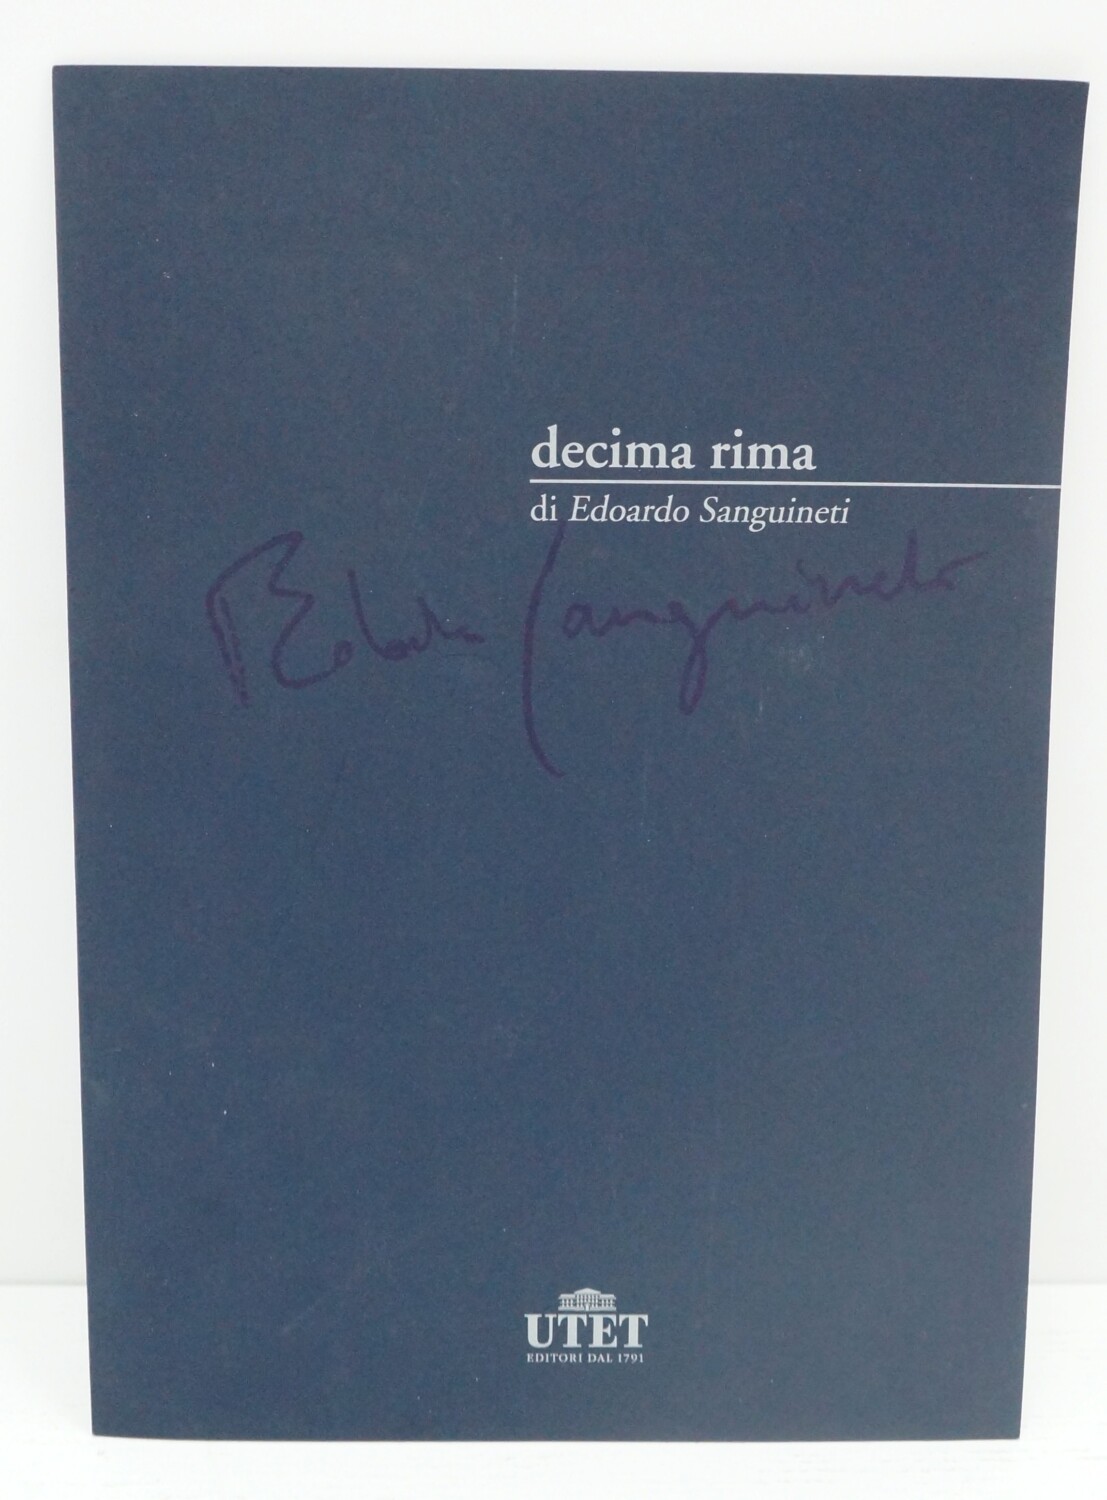 decima rima
di Edoardo Sanguineti
Edoardo Sanguineti
UTET
EDITORI DAL 1791